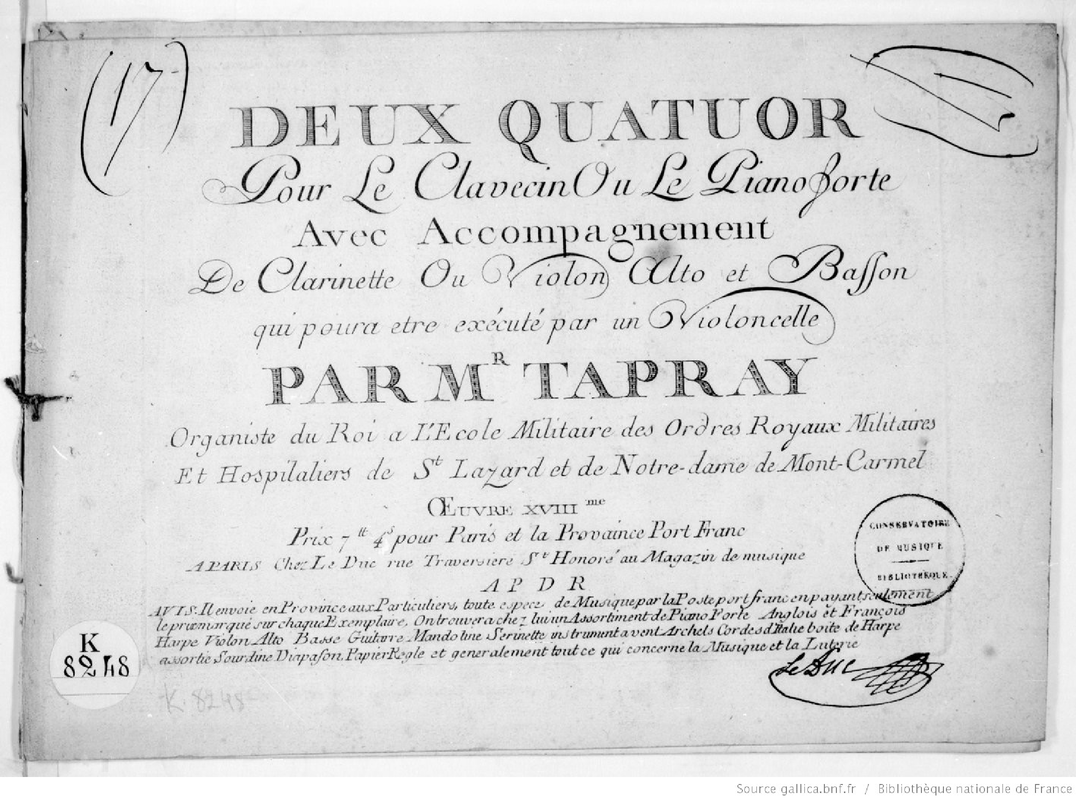 (17)
DEUX QUATUOR
Pour Le Clavecin Ou Le Piano Forte
Avec Accompagnement
De Clarinette Ou Violon Alto et Basson
qui poura etre exécuté par un Violoncelle
PAR MR TAPRAY
Organiste du Roi a L'Ecole Militaire des Ordres Royaux Militaires
Et Hospitaliers de St Lazard et de Notre-dame de Mont-Carmel
ŒUVRE XVIII me
Prix 7 tt 4 s pour Paris et la Provaince Port Franc
A PARIS Chez Le Duc rue Traversiere St Honoré au Magazin de musique
A P D R
AVIS. Il envoie en Province aux Particuliers, toute espece de Musique par la Poste port franc en payant seulement
le prix marqué sur chaque Exemplaire, On trouvera chez lui un Assortiment de Piano Forte Anglois et François
Harpe Violon Alto Basse Guitarre Mandoline Serinette instrument a vent Archets Cordes d'Italie boite de Harpe
assortie Sourdine Diapason, Papier Reglé et generalement tout ce qui concerne la Musique et la Luterie
Le Duc
CONSERVATOIRE
DE MUSIQUE
BIBLIOTHÈQUE
K
8248
K. 8248
Source gallica.bnf.fr / Bibliothèque nationale de France